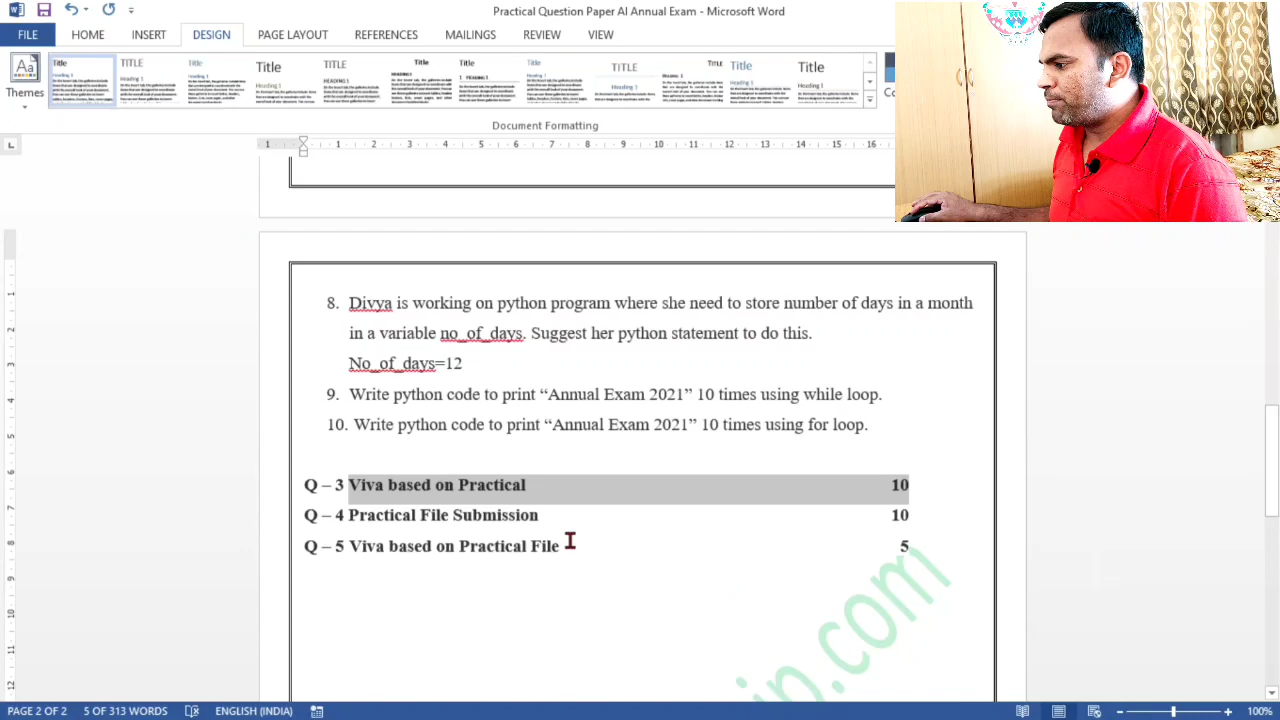 Practical Question Paper AI Annual Exam - Microsoft Word
FILE HOME INSERT DESIGN PAGE LAYOUT REFERENCES MAILINGS REVIEW VIEW
Themes
Document Formatting
8. Divya is working on python program where she need to store number of days in a month
in a variable no_of_days. Suggest her python statement to do this.
No_of_days=12
9. Write python code to print “Annual Exam 2021” 10 times using while loop.
10. Write python code to print “Annual Exam 2021” 10 times using for loop.
Q – 3 Viva based on Practical 10
Q – 4 Practical File Submission 10
Q – 5 Viva based on Practical File 5
ip.com
PAGE 2 OF 2 5 OF 313 WORDS ENGLISH (INDIA) 100%